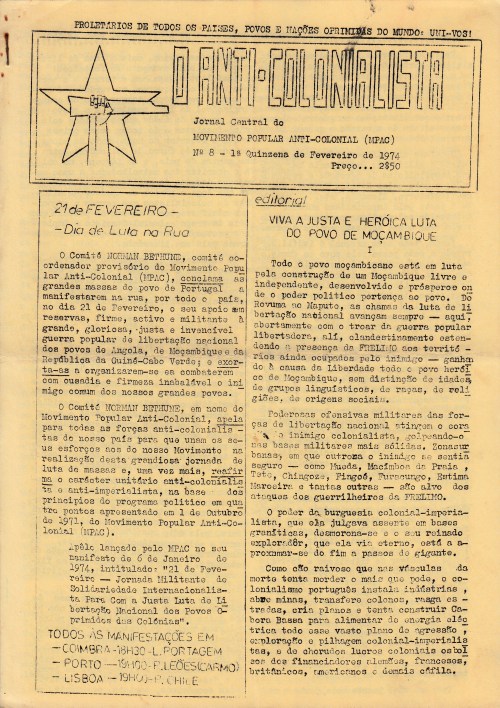 PROLETÁRIOS DE TODOS OS PAÍSES, POVOS E NAÇÕES OPRIMIDAS DO MUNDO: UNI-VOS!
O ANTI-COLONIALISTA
Jornal Central do
MOVIMENTO POPULAR ANTI-COLONIAL (MPAC)
Nº 8 - 1ª Quinzena de Fevereiro de 1974
Preço... 2$50
21 de FEVEREIRO -
- Dia de Luta na Rua
O Comité NORMAN BETHUNE, comité co-
ordenador provisório do Movimento Popu
lar Anti-Colonial (MPAC), conclama as
grandes massas do povo de Portugal a
manifestarem na rua, por todo o país,
no dia 21 de Fevereiro, o seu apoio sem
reservas, firme, activo e militante à
grande, gloriosa, justa e invencível
guerra popular de libertação nacional
dos povos de Angola, de Moçambique e da
República da Guiné-Cabo Verde; e exor-
ta-as a organizarem-se es combaterem
com ousadia e firmeza inabalável o ini
migo comum dos nossos grandes povos.
O Comité NORMAN BETHUNE, em nome do
Movimento Popular Anti-Colonial, apela
para todas as forças anti-colonialis -
tas do nosso país para que unam os se-
us esforços aos do nosso Movimento na
realização desta grandiosa jornada de
luta de massas e, uma vez mais, reafir
ma o carácter unitário anti-colonialis
ta e anti-imperialista, na base dos
princípios do programa político em qua
tro pontos apresentado em 1 de Outubro
de 1971, do Movimento Popular Anti-Co-
lonial (MPAC).
Apêlo lançado pelo MPAC no seu
manifesto de 6 de Janeiro de
1974, intitulado: "21 de Feve-
reiro — Jornada Militante de
Solidariedade Internacionalis-
ta Para Com a Justa Luta de Li
bertação Nacional dos Povos O-
primidos das Colónias".
TODOS ÀS MANIFESTAÇÕES EM
- COIMBRA - 18H30 - L. PORTAGEM
- PORTO - 19H00 - P. LEÕES (CARMO)
- LISBOA - 19H00 - P. CHILE
editorial
VIVA A JUSTA E HERÓICA LUTA
DO POVO DE MOÇAMBIQUE
I
Todo o povo moçambicano está em luta
pela construção de um Moçambique livre e
independente, desenvolvido e próspero on
de o poder político pertença ao povo. Do
Rovuma ao Maputo, as chamas da luta de li
bertação nacional avançam sempre — aqui,
abertamente com o troar da guerra popular
libertadora, ali, clandestinamente esten-
dendo a presença da FRELIMO aos territó -
rios ainda ocupados pelo inimigo — ganhan
do à causa da Liberdade todo o povo heroi
co de Moçambique, sem distinção de idades,
de grupos linguísticos, de raças, de reli
giões, de origens sociais.
Poderosas ofensivas militares das for-
ças de libertação nacional atingem o cora
o inimigo colonialista, golpeando-o
nas bases militares mais sólidas. Zonas ur
banas, em que outrora o inimigo se sentia
seguro — como Mueda, Macímboa da Praia ,
Tete, Chingoze, Fingoé, Furancungo, Estima
Maroeira e tantas outras — são alvo dos
ataques dos guerrilheiros da FRELIMO.
O poder da burguesia colonial-imperia-
lista, que ela julgava assente em bases
graníticas, desmorona-se e o seu reinado
explorador, que ela via eterno, está a a-
proximar-se do fim a passos de gigante.
Como cão raivoso que nas vésperas da
morte tenta morder o mais que pode, o co-
lonialismo português instala indústrias ,
abre minas, transfere colonos, rasga es -
tradas, cria planos e tenta construir Ca-
bora Bassa para alimentar de energia eléc
trica todo esse vasto plano de agressão ,
exploração e pilhagem colonial-imperialis
tas, e de chorudos lucros coloniais
sos dos financiadores alemães, franceses,
britânicos, americanos e demais cáfila.